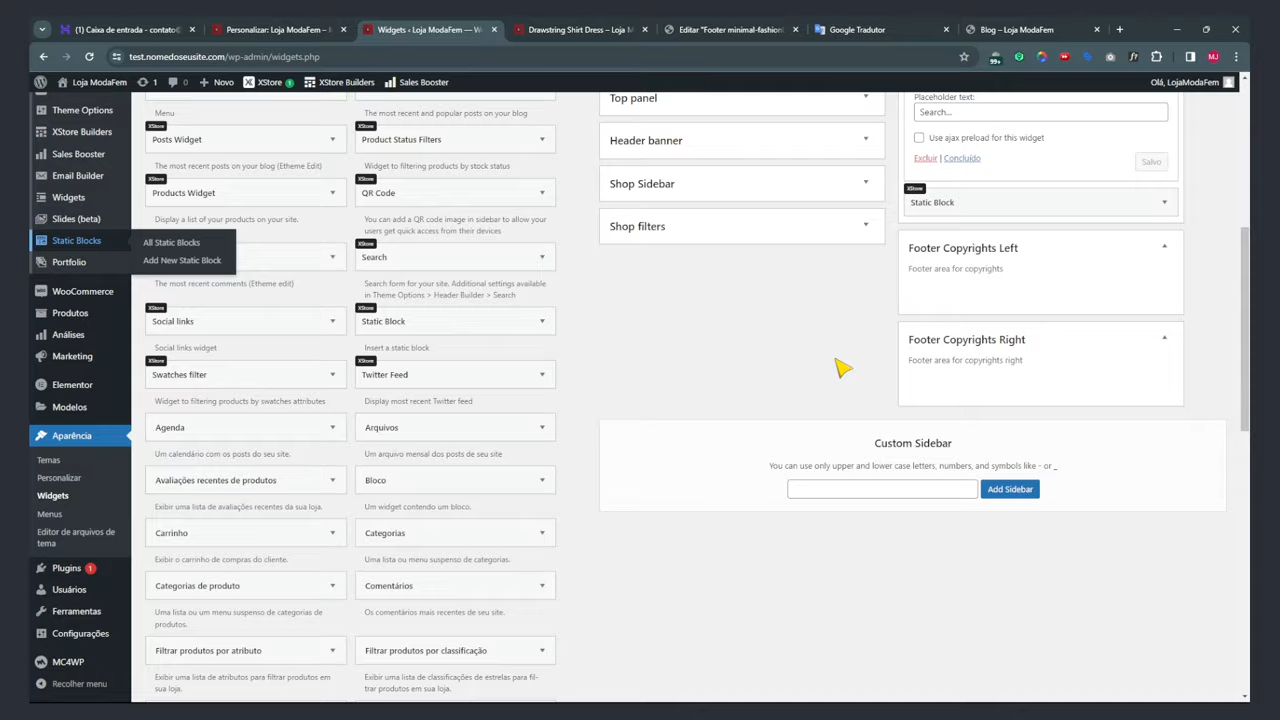 (1) Caixa de entrada - contato@
Personalizar: Loja ModaFem –
Widgets ‹ Loja ModaFem — W
Drawstring Shirt Dress – Loja M
Editar "Footer minimal-fashion
Google Tradutor
Blog – Loja ModaFem
test.nomedoseusite.com/wp-admin/widgets.php
99+
MJ
Loja ModaFem
1
0
Novo
XStore
XStore
XStore Builders
Sales Booster
Olá, LojaModaFem
Theme Options
XStore Builders
Sales Booster
Email Builder
Widgets
Slides (beta)
Static Blocks
All Static Blocks
Add New Static Block
Portfolio
WooCommerce
Produtos
Análises
Marketing
Elementor
Modelos
Aparência
Temas
Personalizar
Widgets
Menus
Editor de arquivos de
tema
Plugins 1
Usuários
Ferramentas
Configurações
MC4WP
Recolher menu
Menu
The most recent and popular posts on your blog
XStore
Posts Widget
XStore
Product Status Filters
The most recent posts on your blog (Etheme Edit)
Widget to filtering products by stock status
XStore
Products Widget
XStore
QR Code
Display a list of your products on your site.
You can add a QR code image in sidebar to allow your
users get quick access from their devices
XStore
Search
The most recent comments (Etheme edit)
Search form for your site. Additional settings available
in Theme Options > Header Builder > Search
XStore
Social links
XStore
Static Block
Social links widget
Insert a static block
XStore
Swatches filter
XStore
Twitter Feed
Widget to filtering products by swatches attributes
Display most recent Twitter feed
Agenda
Arquivos
Um calendário com os posts do seu site.
Um arquivo mensal dos posts de seu site
Avaliações recentes de produtos
Bloco
Exibir uma lista de avaliações recentes da sua loja.
Um widget contendo um bloco.
Carrinho
Categorias
Exibir o carrinho de compras do cliente.
Uma lista ou menu suspenso de categorias.
Categorias de produto
Comentários
Uma lista ou um menu suspenso de categorias de
produtos.
Os comentários mais recentes de seu site.
Filtrar produtos por atributo
Filtrar produtos por classificação
Exibir uma lista de atributos para filtrar produtos em
sua loja.
Exibir uma lista de classificações de estrelas para fil-
trar produtos em sua loja.
Top panel
Header banner
Shop Sidebar
Shop filters
Placeholder text:
Search...
Use ajax preload for this widget
Excluir | Concluído
Salvo
XStore
Static Block
Footer Copyrights Left
Footer area for copyrights
Footer Copyrights Right
Footer area for copyrights right
Custom Sidebar
You can use only upper and lower case letters, numbers, and symbols like - or _
Add Sidebar